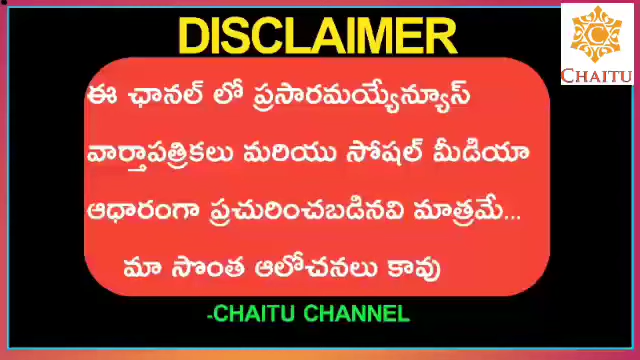 DISCLAIMER
CHAITU
ఈ ఛానల్ లో ప్రసారమయ్యేన్యూస్
వార్తాపత్రికలు మరియు సోషల్ మీడియా
ఆధారంగా ప్రచురించబడినవి మాత్రమే...
మా సొంత ఆలోచనలు కావు
-CHAITU CHANNEL